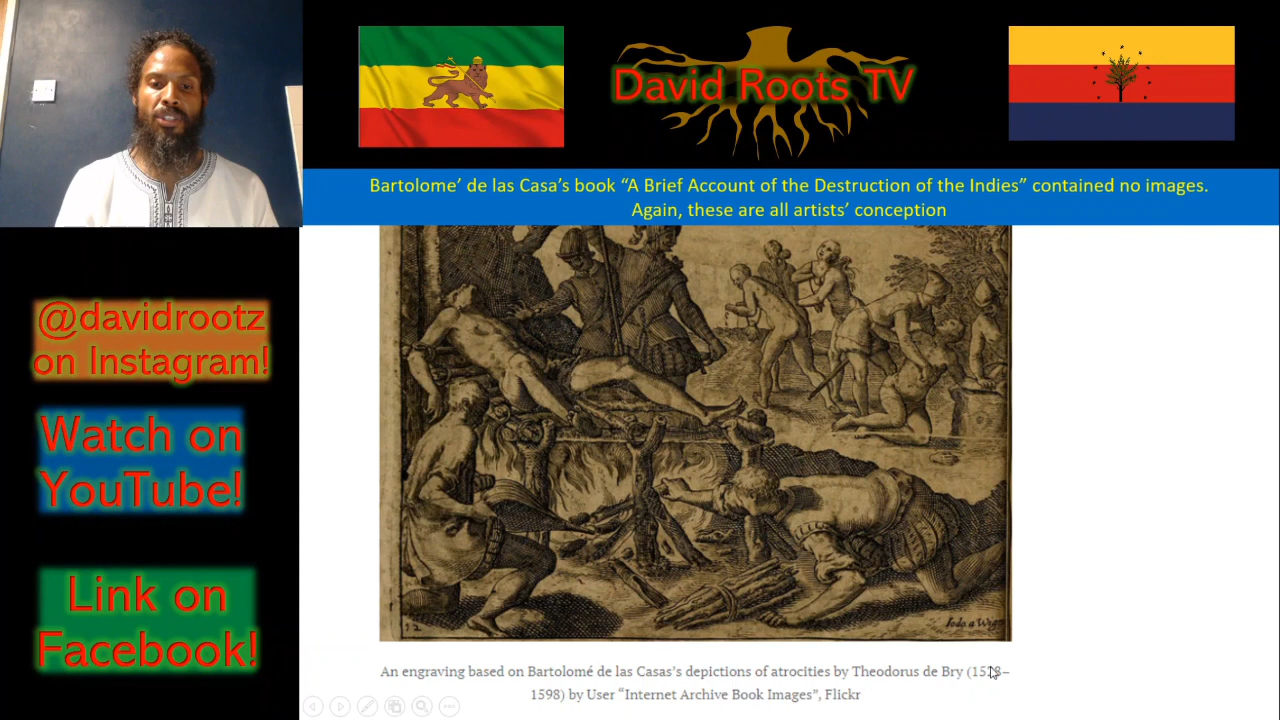 David Roots TV
Bartolome’ de las Casa’s book “A Brief Account of the Destruction of the Indies” contained no images.
Again, these are all artists’ conception
@davidrootz
on Instagram!
Watch on
YouTube!
Link on
Facebook!
An engraving based on Bartolomé de las Casas’s depictions of atrocities by Theodorus de Bry (1528–
1598) by User “Internet Archive Book Images”, Flickr